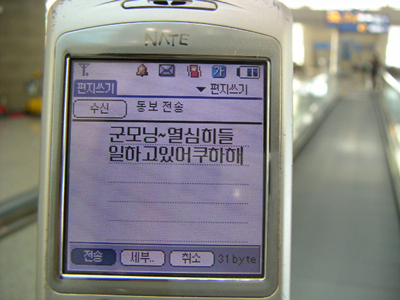 NATE
편지쓰기 ▼ 편지쓰기
수신 동보 전송
군모닝~열심히들
일하고있어쿠하해
전송 세부.. 취소 31byte